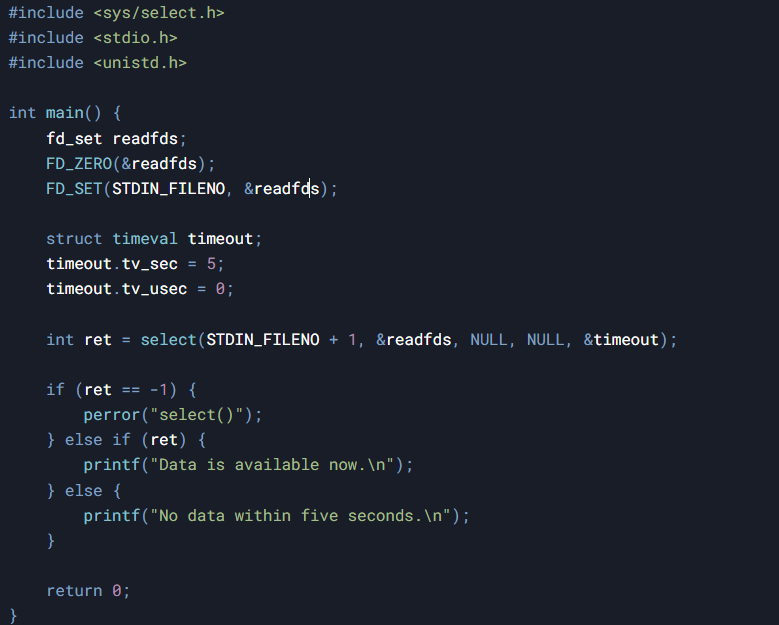 #include <sys/select.h>
#include <stdio.h>
#include <unistd.h>

int main() {
    fd_set readfds;
    FD_ZERO(&readfds);
    FD_SET(STDIN_FILENO, &readfds);

    struct timeval timeout;
    timeout.tv_sec = 5;
    timeout.tv_usec = 0;

    int ret = select(STDIN_FILENO + 1, &readfds, NULL, NULL, &timeout);

    if (ret == -1) {
        perror("select()");
    } else if (ret) {
        printf("Data is available now.\n");
    } else {
        printf("No data within five seconds.\n");
    }

    return 0;
}